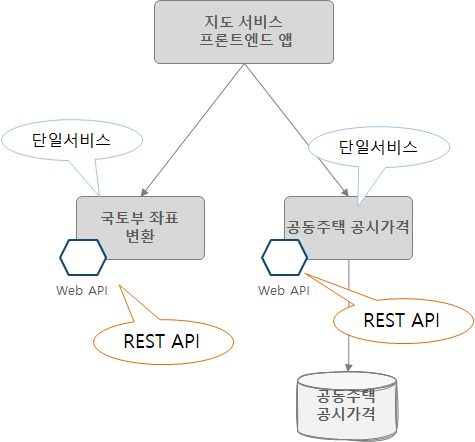 지도 서비스
프론트엔드 앱
단일서비스
단일서비스
국토부 좌표
변환
공동주택 공시가격
Web API
Web API
REST API
REST API
공동주택
공시가격